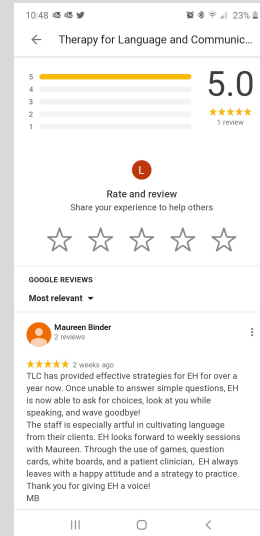 10:48
23%
Therapy for Language and Communic...
5
4
3
2
1
5.0
1 review
L
Rate and review
Share your experience to help others
GOOGLE REVIEWS
Most relevant
Maureen Binder
2 reviews
2 weeks ago
TLC has provided effective strategies for EH for over a
year now. Once unable to answer simple questions, EH
is now able to ask for choices, look at you while
speaking, and wave goodbye!
The staff is especially artful in cultivating language
from their clients. EH looks forward to weekly sessions
with Maureen. Through the use of games, question
cards, white boards, and a patient clinician,  EH always
leaves with a happy attitude and a strategy to practice.
Thank you for giving EH a voice!
MB